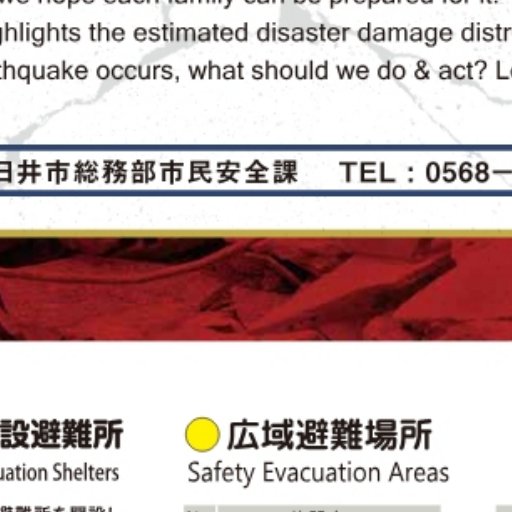 we hope each family can be prepared for it.
ghlights the estimated disaster damage distr
thquake occurs, what should we do & act? L
日井市総務部市民安全課 TEL：0568ー
設避難所
uation Shelters
広域避難場所
Safety Evacuation Areas